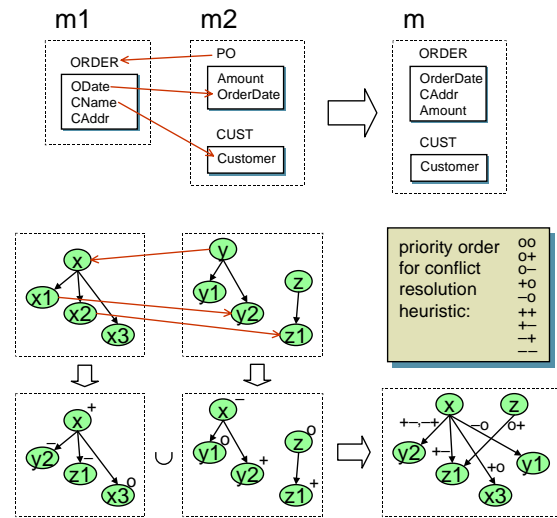 m1
m2
m
ORDER
ODate
CName
CAddr
PO
Amount
OrderDate
CUST
Customer
ORDER
OrderDate
CAddr
Amount
CUST
Customer
x
x1
x2
x3
y
y1
y2
z
z1
priority order
for conflict
resolution
heuristic:
oo
o+
o–
+o
–o
++
+–
–+
––
x
+
y2
–
z1
–
x3
o
∪
x
–
y1
o
y2
+
z
o
z1
+
x
z
+–,–+
–o
o+
y2
+–
z1
+o
x3
y1